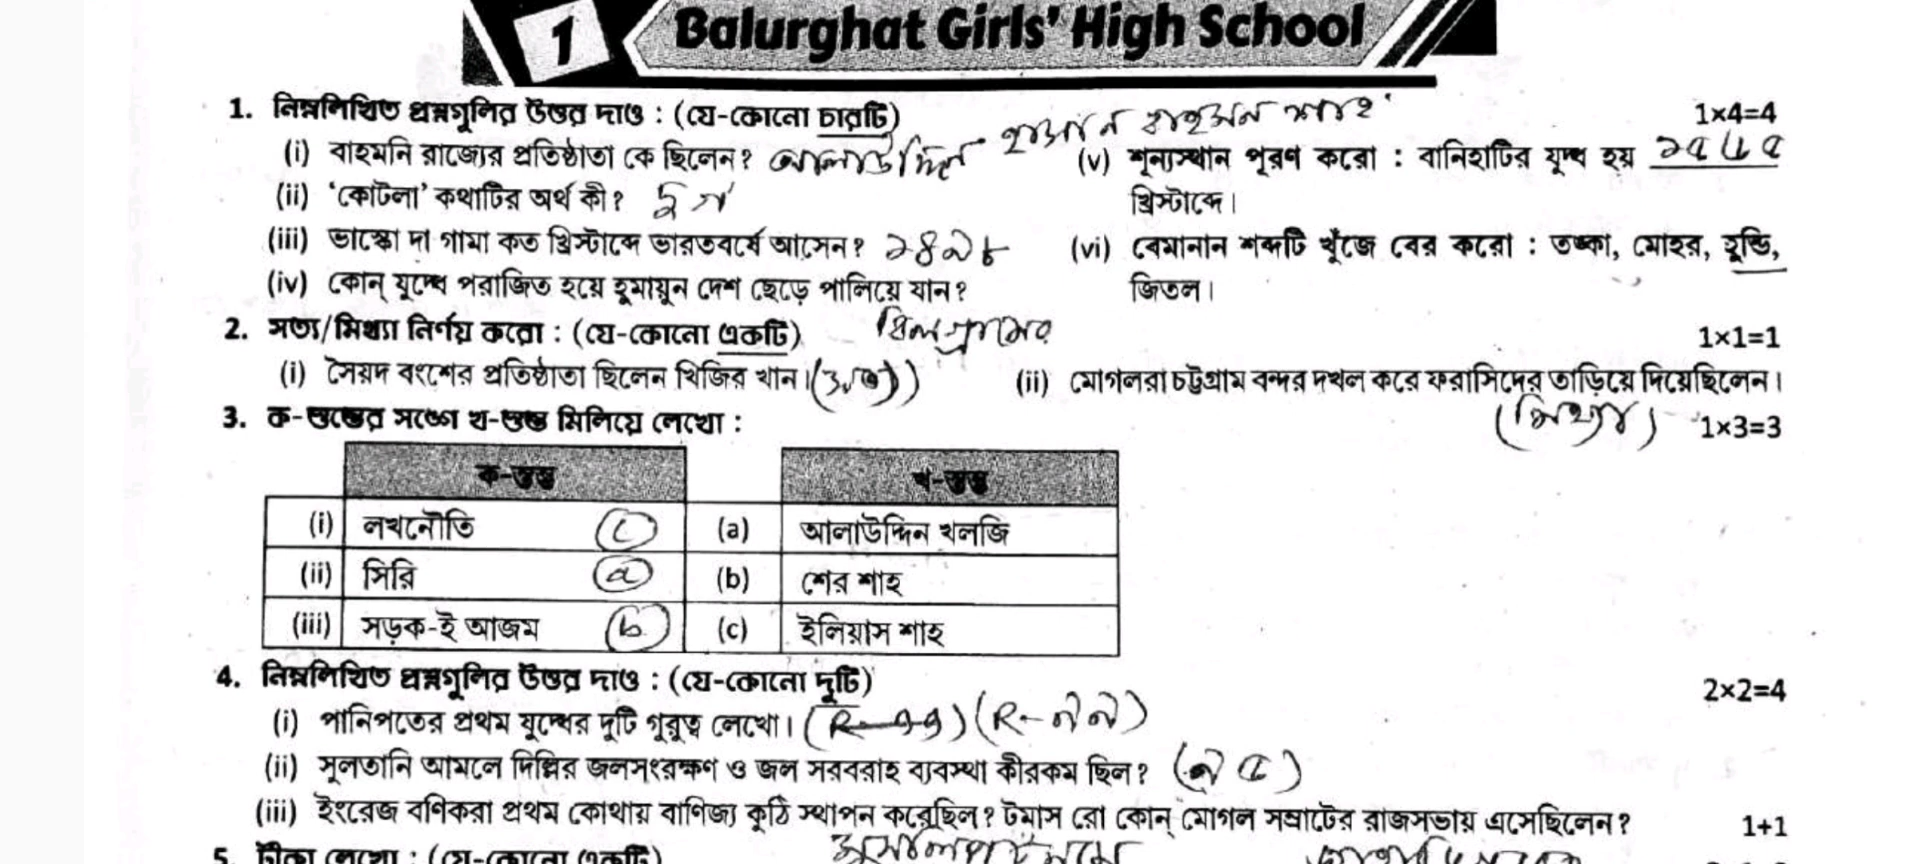 1 Balurghat Girls' High School
1. নিম্নলিখিত প্রশ্নগুলির উত্তর দাও : (যে-কোনো চারটি) 1×4=4
(i) বাহমনি রাজ্যের প্রতিষ্ঠাতা কে ছিলেন? আলাউদ্দিন হাসান বাহমন শাহ
(ii) 'কোটলা' কথাটির অর্থ কী? দুর্গ
(iii) ভাস্কো দা গামা কত খ্রিস্টাব্দে ভারতবর্ষে আসেন? ১৪৯৮
(iv) কোন্ যুদ্ধে পরাজিত হয়ে হুমায়ুন দেশ ছেড়ে পালিয়ে যান?
বিলগ্রামের
(v) শূন্যস্থান পূরণ করো : বানিহাটির যুদ্ধ হয় ১৫৬৫
খ্রিস্টাব্দে।
(vi) বেমানান শব্দটি খুঁজে বের করো : তঙ্কা, মোহর, হুন্ডি,
জিতল।
2. সত্য/মিথ্যা নির্ণয় করো : (যে-কোনো একটি) 1×1=1
(i) সৈয়দ বংশের প্রতিষ্ঠাতা ছিলেন খিজির খান।
(ii) মোগলরা চট্টগ্রাম বন্দর দখল করে ফরাসিদের তাড়িয়ে দিয়েছিলেন।
(মিথ্যা)
3. ক-স্তম্ভের সঙ্গে খ-স্তম্ভ মিলিয়ে লেখো : 1×3=3
ক-স্তম্ভ খ-স্তম্ভ
(i) লখনৌতি c (a) আলাউদ্দিন খলজি
(ii) সিরি a (b) শের শাহ
(iii) সড়ক-ই আজম b (c) ইলিয়াস শাহ
4. নিম্নলিখিত প্রশ্নগুলির উত্তর দাও : (যে-কোনো দুটি) 2×2=4
(i) পানিপতের প্রথম যুদ্ধের দুটি গুরুত্ব লেখো।
(ii) সুলতানি আমলে দিল্লির জলসংরক্ষণ ও জল সরবরাহ ব্যবস্থা কীরকম ছিল?
(iii) ইংরেজ বণিকরা প্রথম কোথায় বাণিজ্য কুঠি স্থাপন করেছিল? টমাস রো কোন্ মোগল সম্রাটের রাজসভায় এসেছিলেন? 1+1
5. টীকা লেখো : (যে-কোনো একটি)